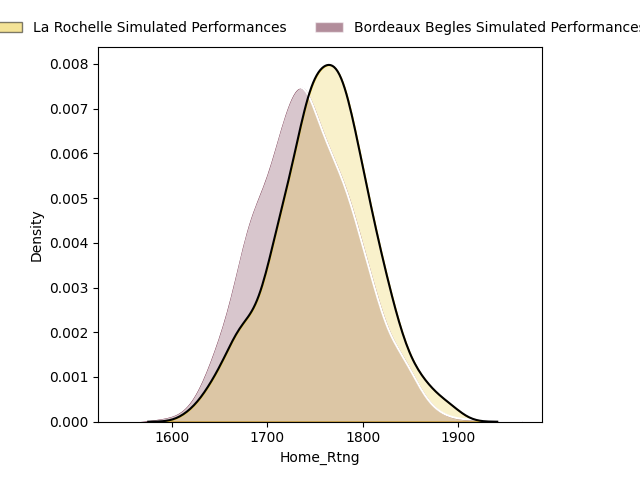 La Rochelle Simulated Performances
Bordeaux Begles Simulated Performances
0.008
0.007
0.006
0.005
0.004
0.003
0.002
0.001
0.000
Density
1600 1700 1800 1900
Home_Rtng